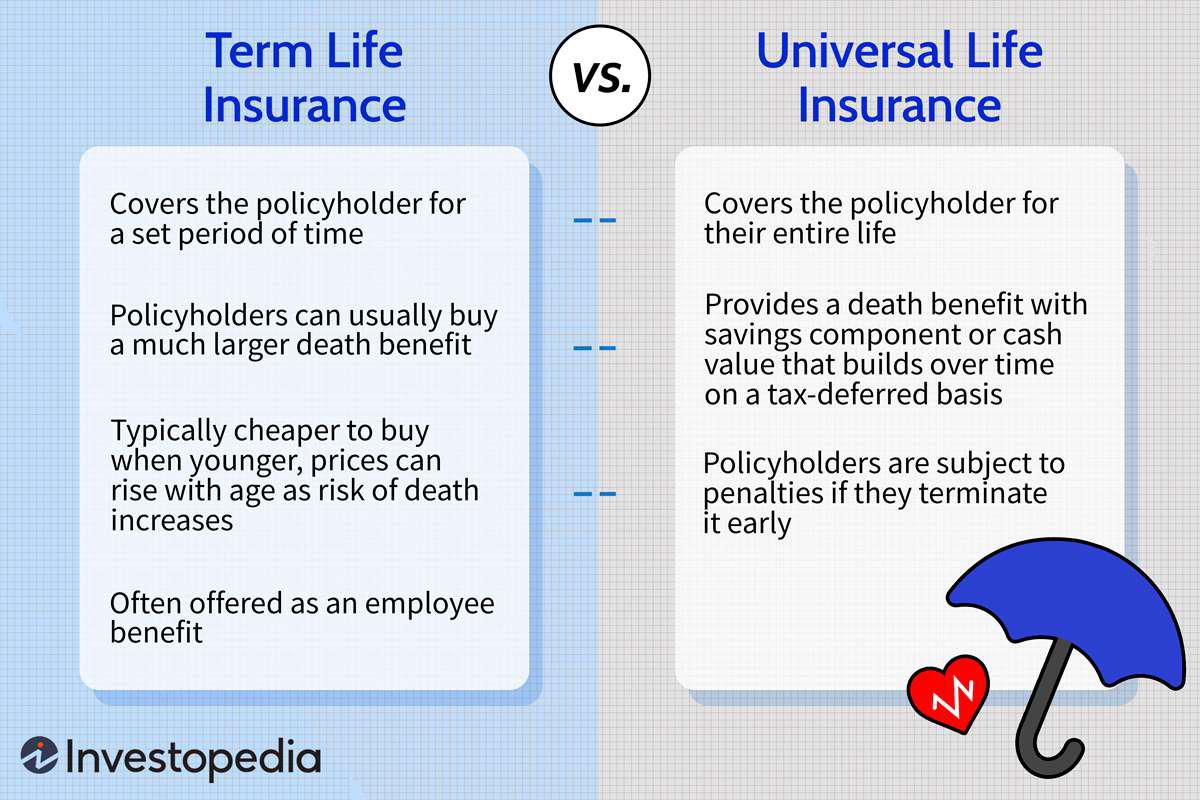 Term Life
Insurance
vs.
Universal Life
Insurance
Covers the policyholder for
a set period of time
Policyholders can usually buy
a much larger death benefit
Typically cheaper to buy
when younger, prices can
rise with age as risk of death
increases
Often offered as an employee
benefit
Covers the policyholder for
their entire life
Provides a death benefit with
savings component or cash
value that builds over time
on a tax-deferred basis
Policyholders are subject to
penalties if they terminate
it early
Investopedia